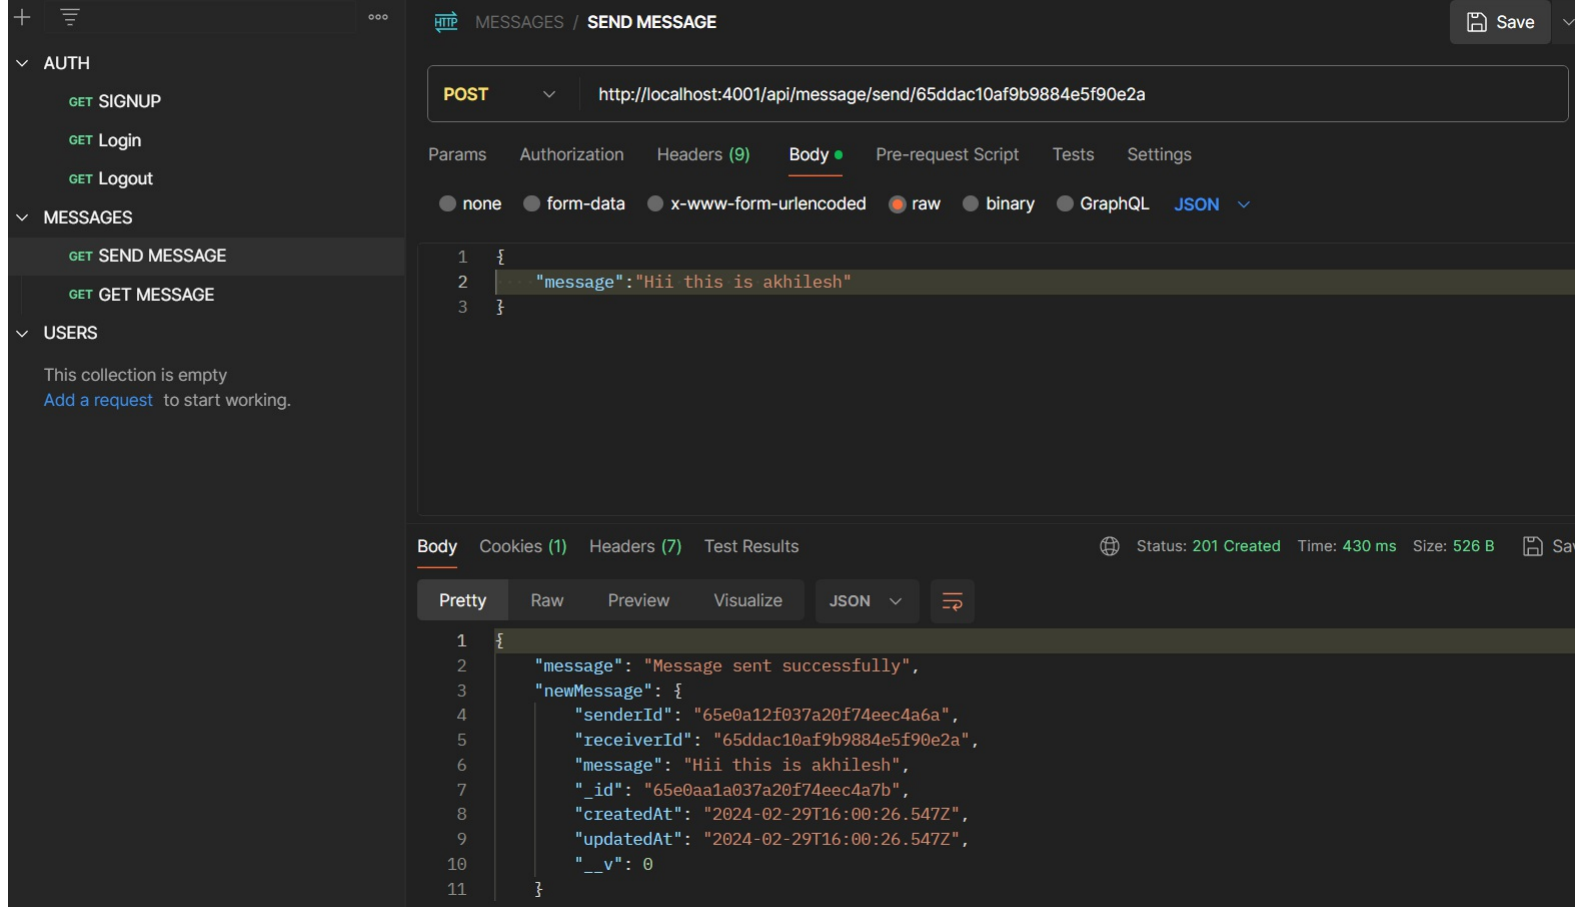 MESSAGES / SEND MESSAGE
Save
AUTH
GET SIGNUP
GET Login
GET Logout
MESSAGES
GET SEND MESSAGE
GET GET MESSAGE
USERS
This collection is empty
Add a request to start working.
HTTP
POST http://localhost:4001/api/message/send/65ddac10af9b9884e5f90e2a
Params Authorization Headers (9) Body Pre-request Script Tests Settings
none form-data x-www-form-urlencoded raw binary GraphQL JSON
1 {
2 "message":"Hii this is akhilesh"
3 }
Body Cookies (1) Headers (7) Test Results Status: 201 Created Time: 430 ms Size: 526 B Sav
Pretty Raw Preview Visualize JSON
1 {
2 "message": "Message sent successfully",
3 "newMessage": {
4 "senderId": "65e0a12f037a20f74eec4a6a",
5 "receiverId": "65ddac10af9b9884e5f90e2a",
6 "message": "Hii this is akhilesh",
7 "_id": "65e0aa1a037a20f74eec4a7b",
8 "createdAt": "2024-02-29T16:00:26.547Z",
9 "updatedAt": "2024-02-29T16:00:26.547Z",
10 "__v": 0
11 }